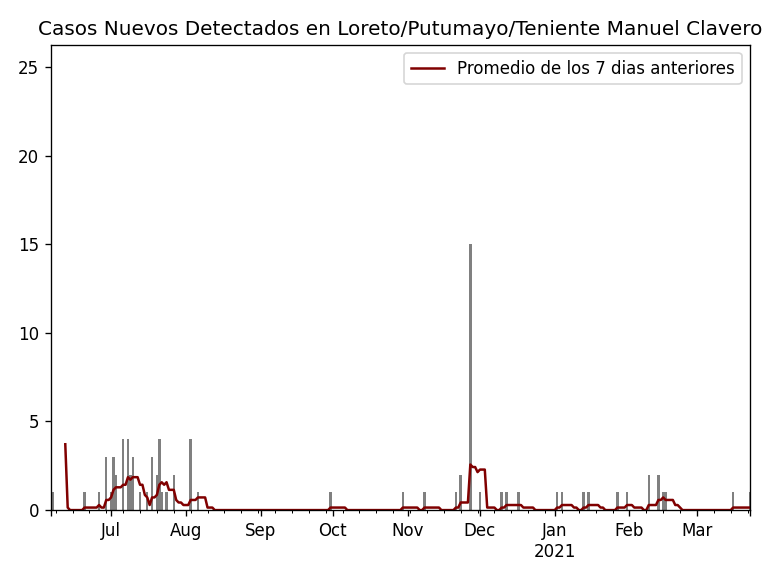 Casos Nuevos Detectados en Loreto/Putumayo/Teniente Manuel Clavero
Promedio de los 7 dias anteriores
25
20
15
10
5
0
Jul Aug Sep Oct Nov Dec Jan Feb Mar
2021